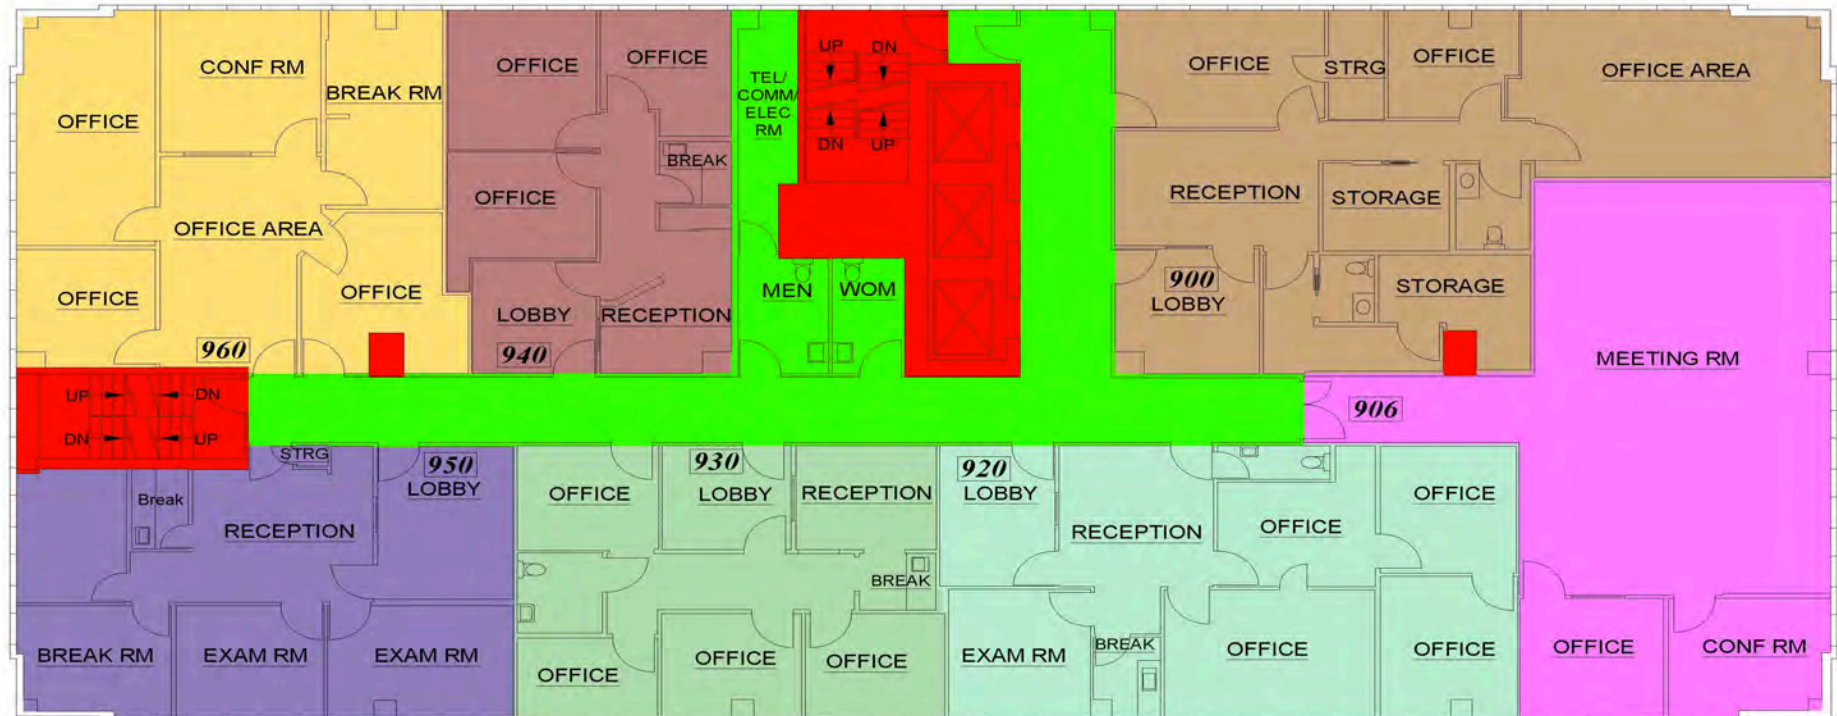 CONF RM
BREAK RM
OFFICE
OFFICE AREA
OFFICE
OFFICE
960
OFFICE
OFFICE
OFFICE
BREAK
LOBBY
RECEPTION
940
TEL/
COMM/
ELEC
RM
UP DN
DN UP
MEN
WOM
OFFICE
STRG
OFFICE
OFFICE AREA
RECEPTION
STORAGE
900
LOBBY
STORAGE
MEETING RM
906
OFFICE
CONF RM
UP DN
DN UP
STRG
950
LOBBY
Break
RECEPTION
BREAK RM
EXAM RM
EXAM RM
930
OFFICE
LOBBY
RECEPTION
BREAK
OFFICE
OFFICE
OFFICE
920
LOBBY
RECEPTION
OFFICE
OFFICE
EXAM RM
BREAK
OFFICE
OFFICE